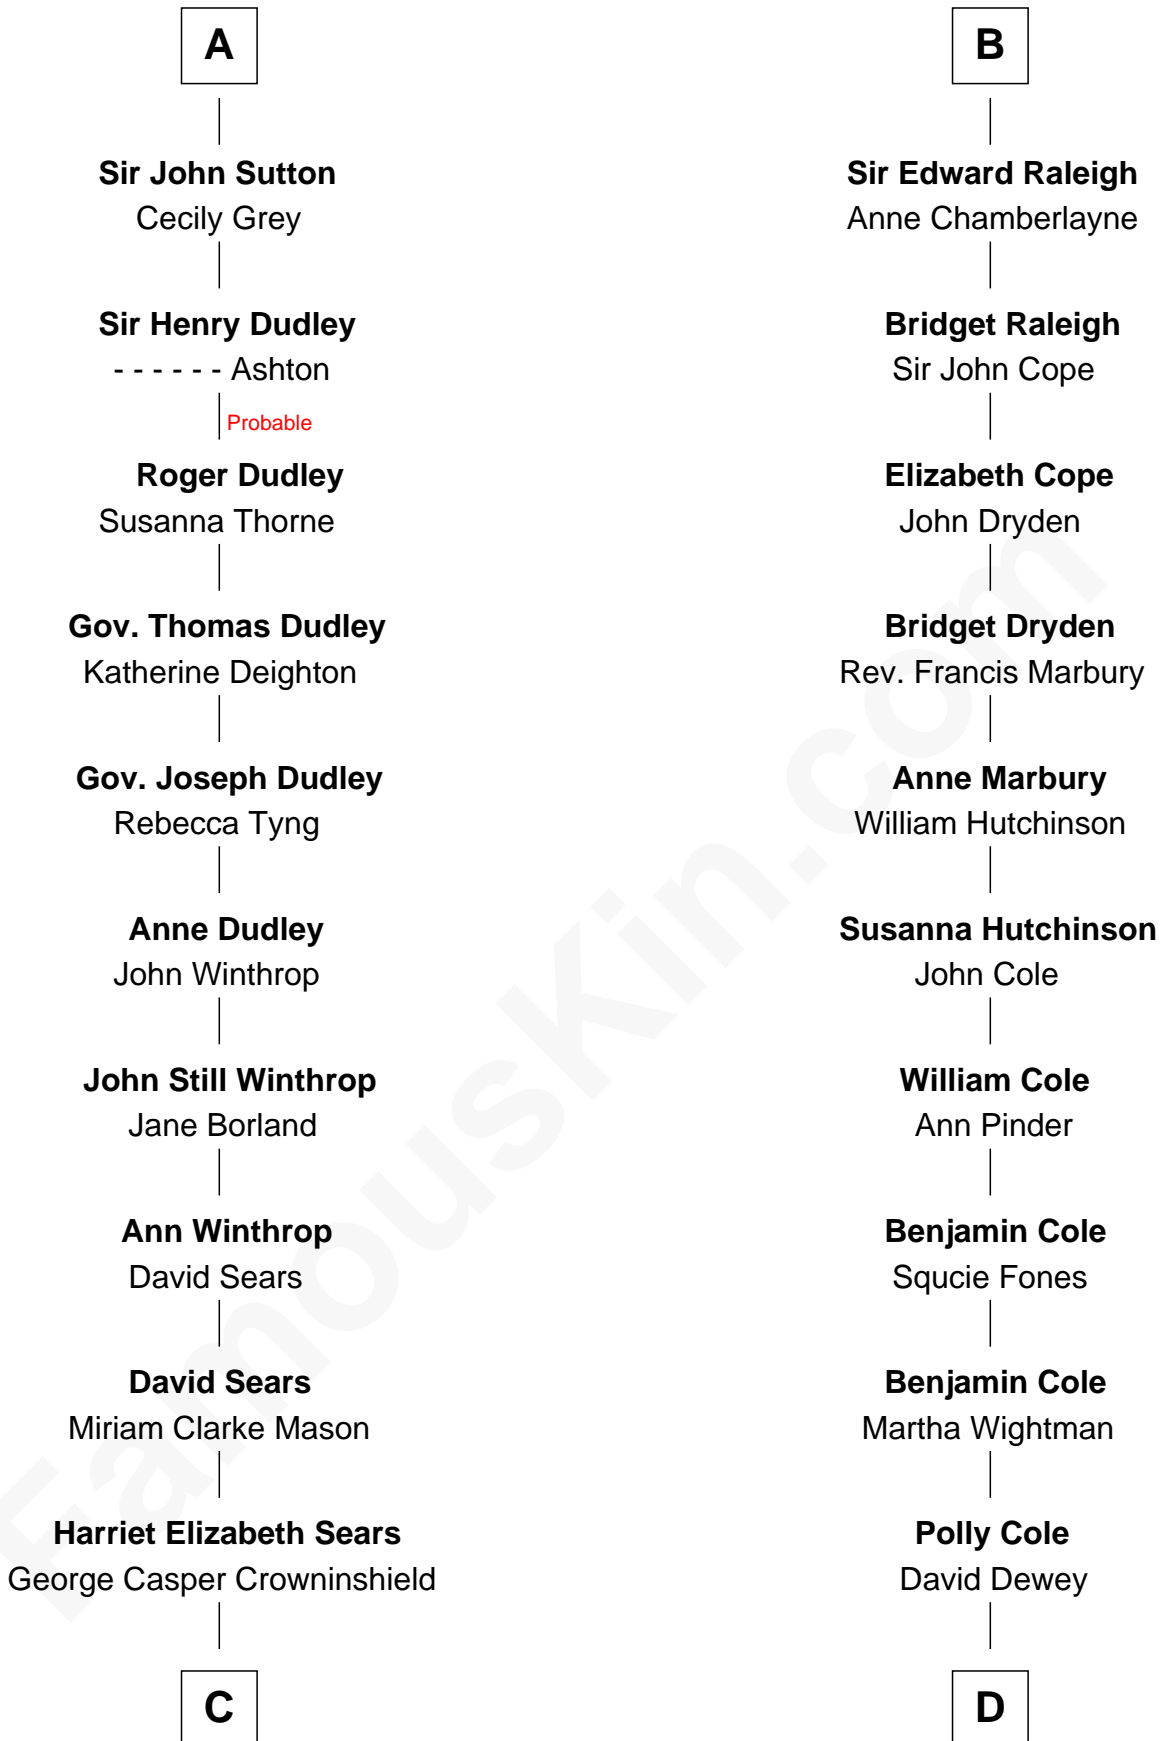 A
Sir John Sutton
Cecily Grey
Sir Henry Dudley
- - - - - - Ashton
Probable
Roger Dudley
Susanna Thorne
Gov. Thomas Dudley
Katherine Deighton
Gov. Joseph Dudley
Rebecca Tyng
Anne Dudley
John Winthrop
John Still Winthrop
Jane Borland
Ann Winthrop
David Sears
David Sears
Miriam Clarke Mason
Harriet Elizabeth Sears
George Casper Crowninshield
C
B
Sir Edward Raleigh
Anne Chamberlayne
Bridget Raleigh
Sir John Cope
Elizabeth Cope
John Dryden
Bridget Dryden
Rev. Francis Marbury
Anne Marbury
William Hutchinson
Susanna Hutchinson
John Cole
William Cole
Ann Pinder
Benjamin Cole
Squcie Fones
Benjamin Cole
Martha Wightman
Polly Cole
David Dewey
D
FamousKin.com